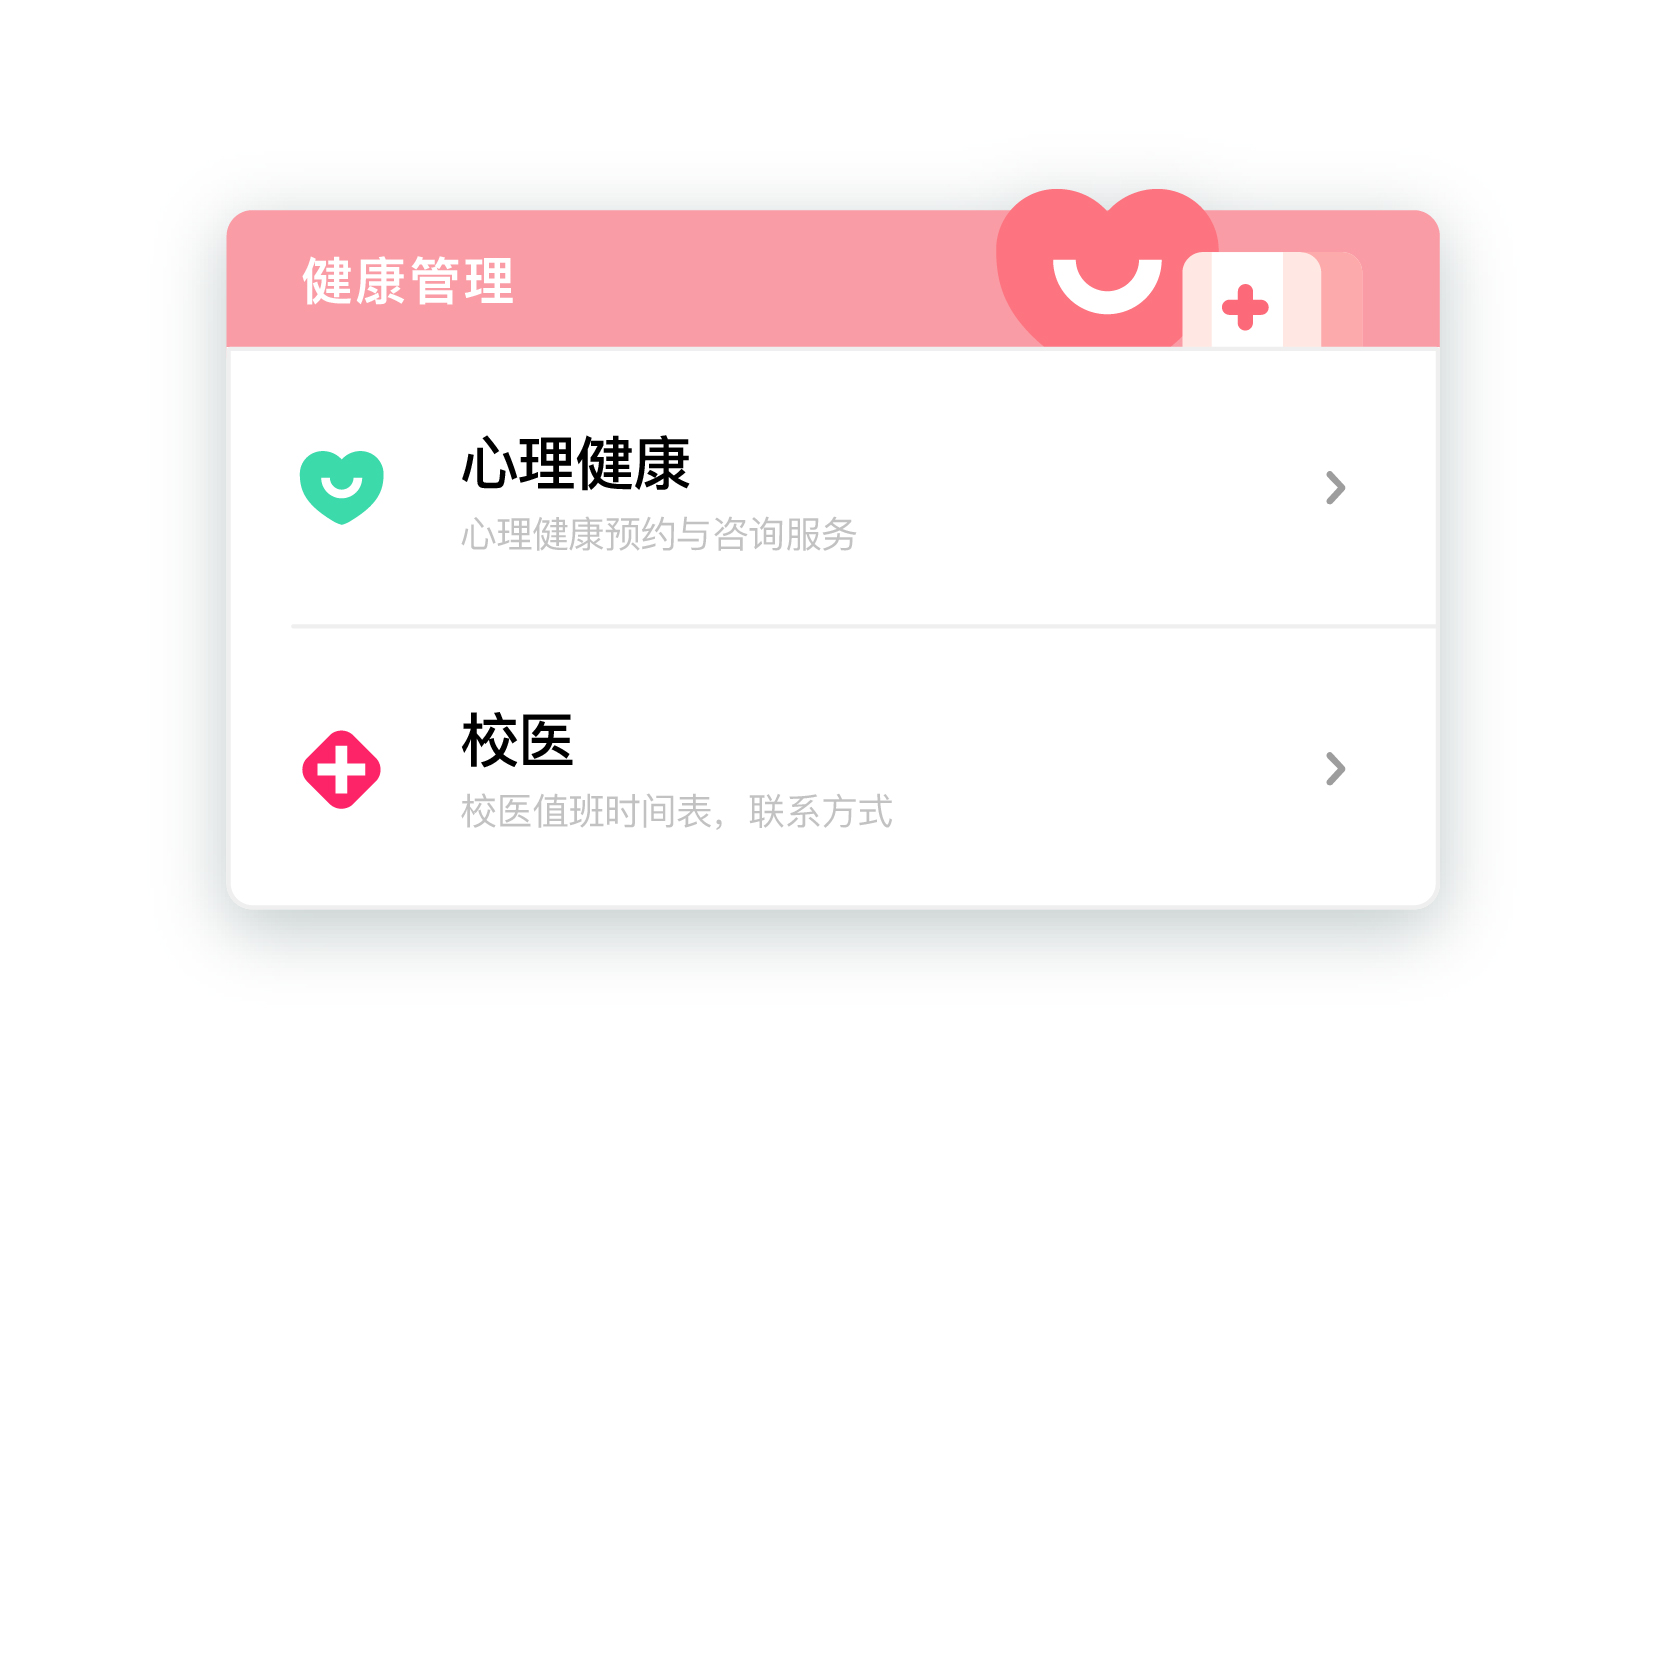 健康管理
心理健康
心理健康预约与咨询服务
校医
校医值班时间表，联系方式